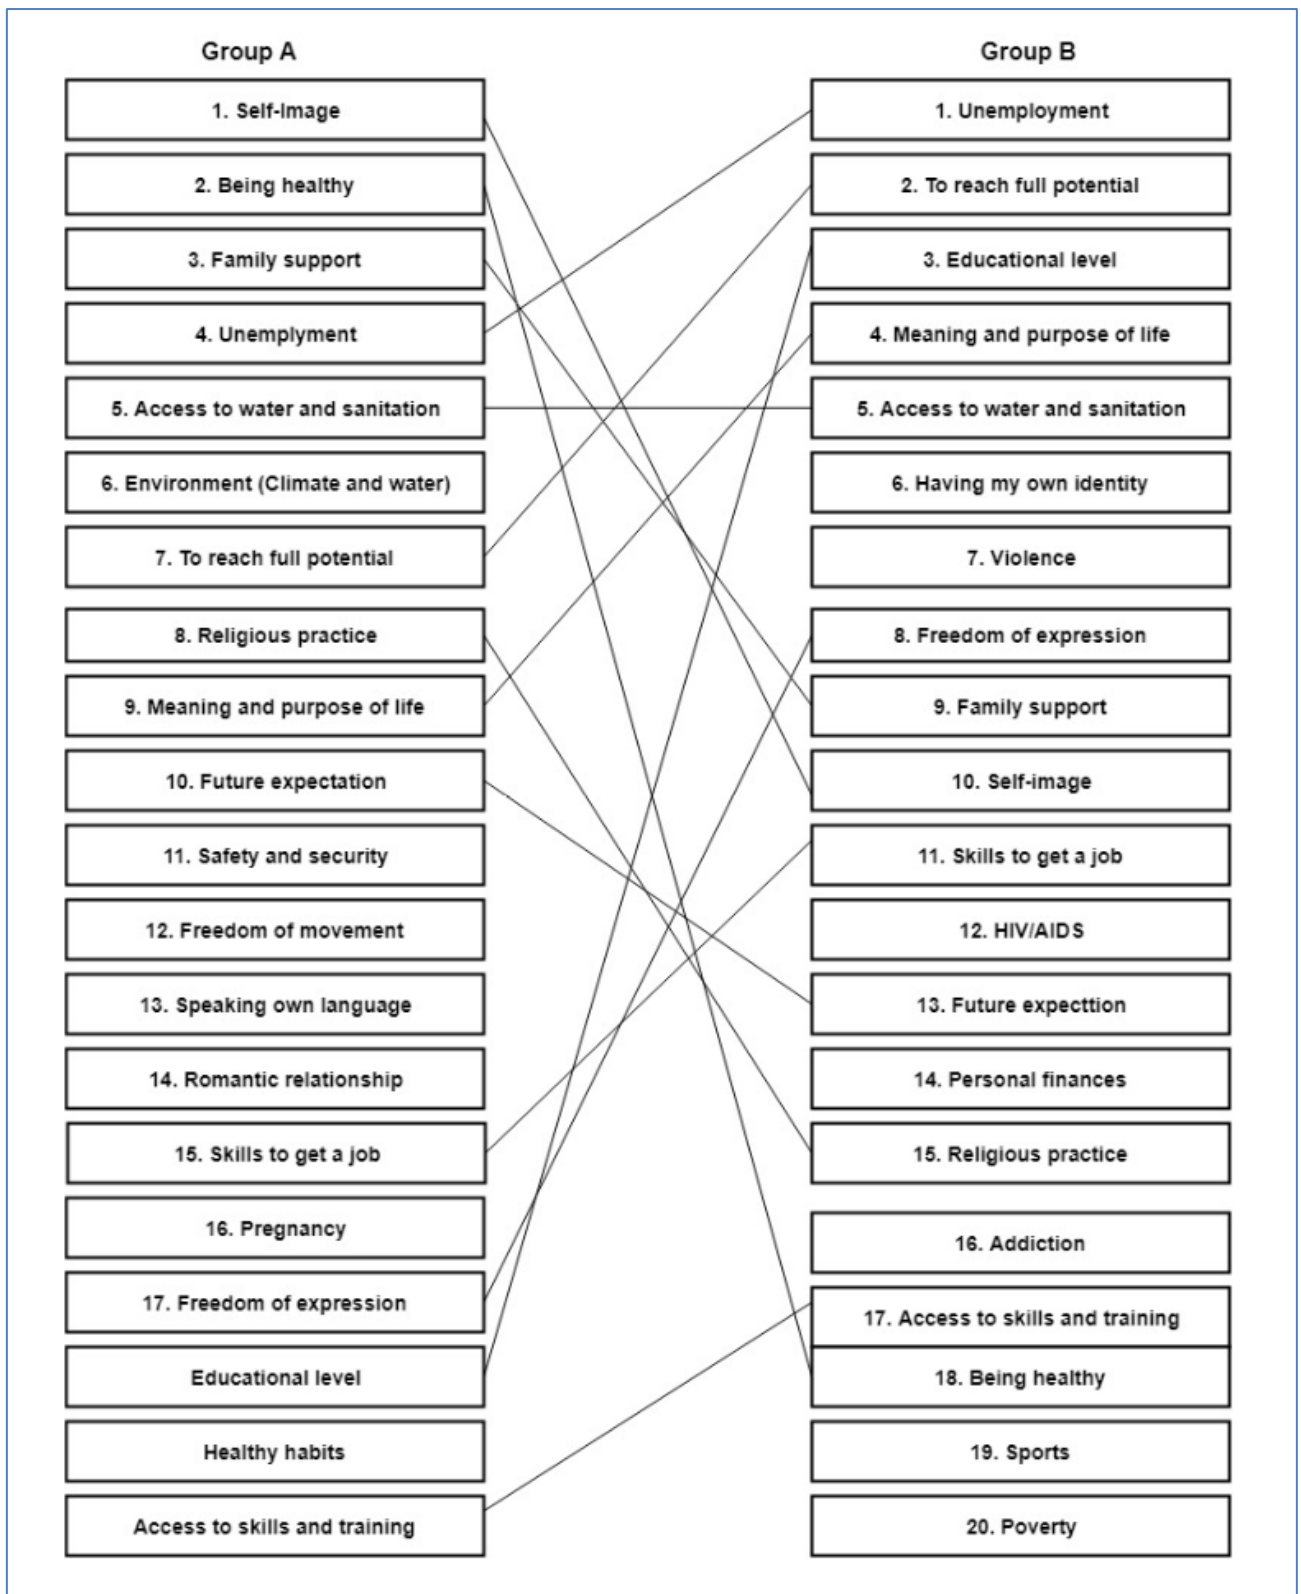 Group A
Group B
1. Self-Image
1. Unemployment
2. Being healthy
2. To reach full potential
3. Family support
3. Educational level
4. Unemplyment
4. Meaning and purpose of life
5. Access to water and sanitation
5. Access to water and sanitation
6. Environment (Climate and water)
6. Having my own identity
7. To reach full potential
7. Violence
8. Religious practice
8. Freedom of expression
9. Meaning and purpose of life
9. Family support
10. Future expectation
10. Self-image
11. Safety and security
11. Skills to get a job
12. Freedom of movement
12. HIV/AIDS
13. Speaking own language
13. Future expecttion
14. Romantic relationship
14. Personal finances
15. Skills to get a job
15. Religious practice
16. Pregnancy
16. Addiction
17. Freedom of expression
17. Access to skills and training
Educational level
18. Being healthy
Healthy habits
19. Sports
Access to skills and training
20. Poverty